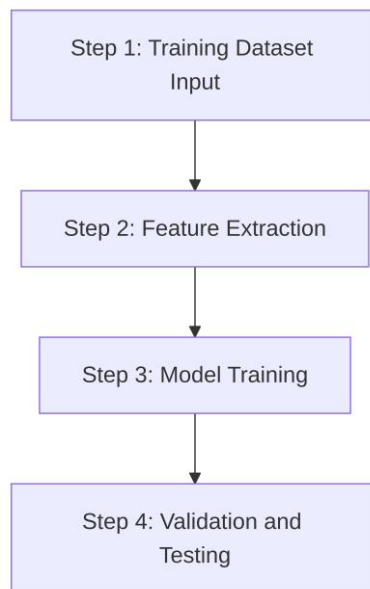 Step 1: Training Dataset
Input
Step 2: Feature Extraction
Step 3: Model Training
Step 4: Validation and
Testing